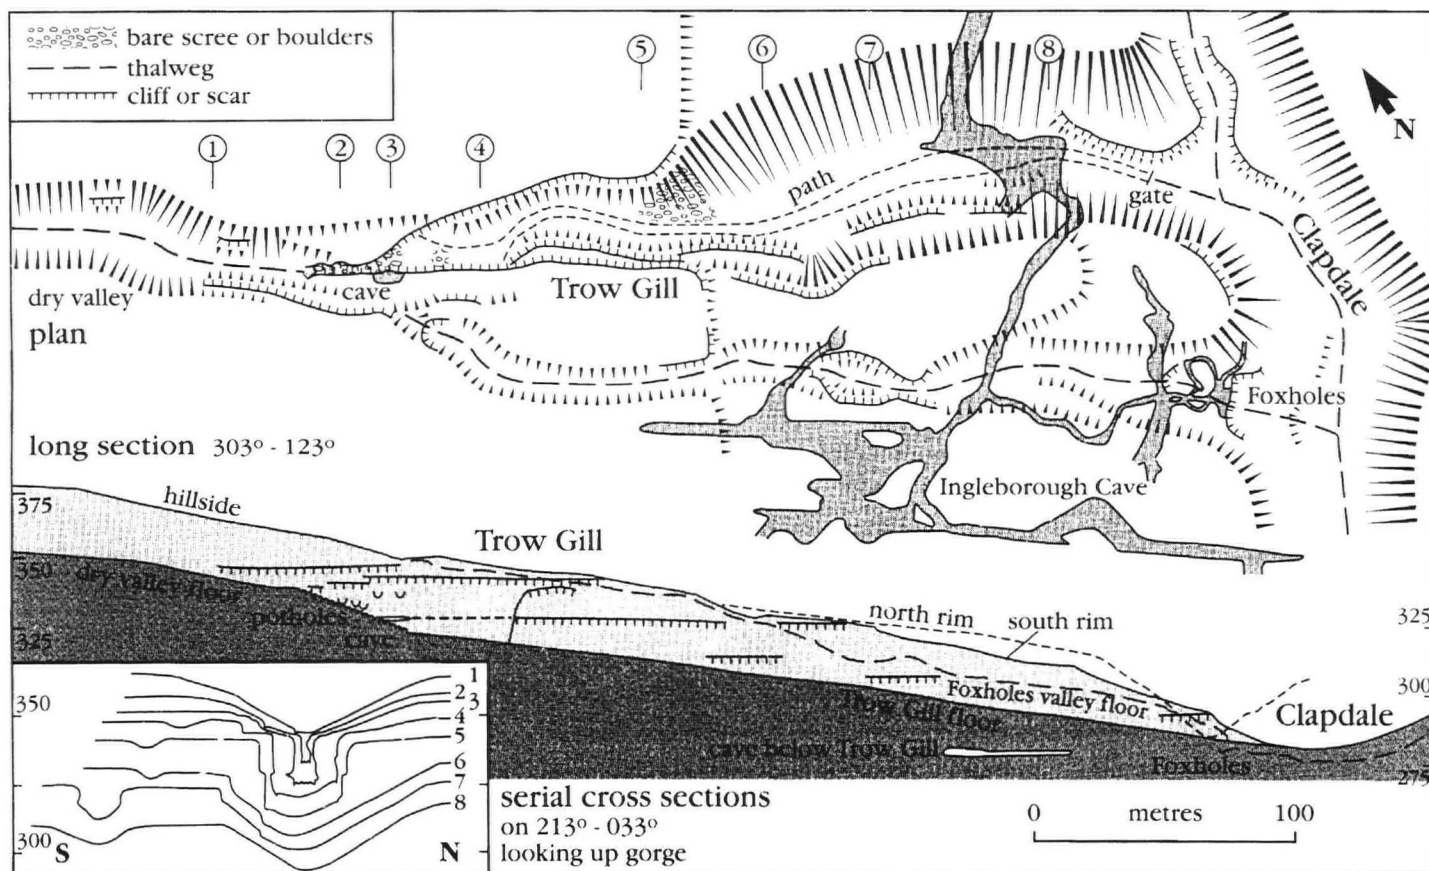 bare scree or boulders
thalweg
cliff or scar
1
2
3
4
5
6
7
8
N
path
gate
Clapdale
dry valley
plan
cave
Trow Gill
Foxholes
Ingleborough Cave
long section 303º - 123º
375
350
325
hillside
Trow Gill
dry valley floor
potholes
cave
north rim
south rim
325
300
275
Foxholes valley floor
Trow Gill floor
cave below Trow Gill
Foxholes
Clapdale
350
300
S
N
1
2
3
4
5
6
7
8
serial cross sections
on 213º - 033º
looking up gorge
0 metres 100